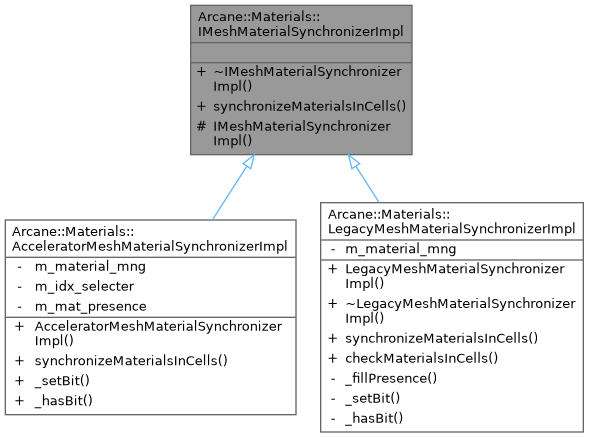 Arcane::Materials::
IMeshMaterialSynchronizerImpl
+ ~IMeshMaterialSynchronizer
Impl()
+ synchronizeMaterialsInCells()
# IMeshMaterialSynchronizer
Impl()
Arcane::Materials::
AcceleratorMeshMaterialSynchronizerImpl
- m_material_mng
- m_idx_selecter
- m_mat_presence
+ AcceleratorMeshMaterialSynchronizer
Impl()
+ synchronizeMaterialsInCells()
+ _setBit()
+ _hasBit()
Arcane::Materials::
LegacyMeshMaterialSynchronizerImpl
- m_material_mng
+ LegacyMeshMaterialSynchronizer
Impl()
+ ~LegacyMeshMaterialSynchronizer
Impl()
+ synchronizeMaterialsInCells()
+ checkMaterialsInCells()
- _fillPresence()
- _setBit()
- _hasBit()